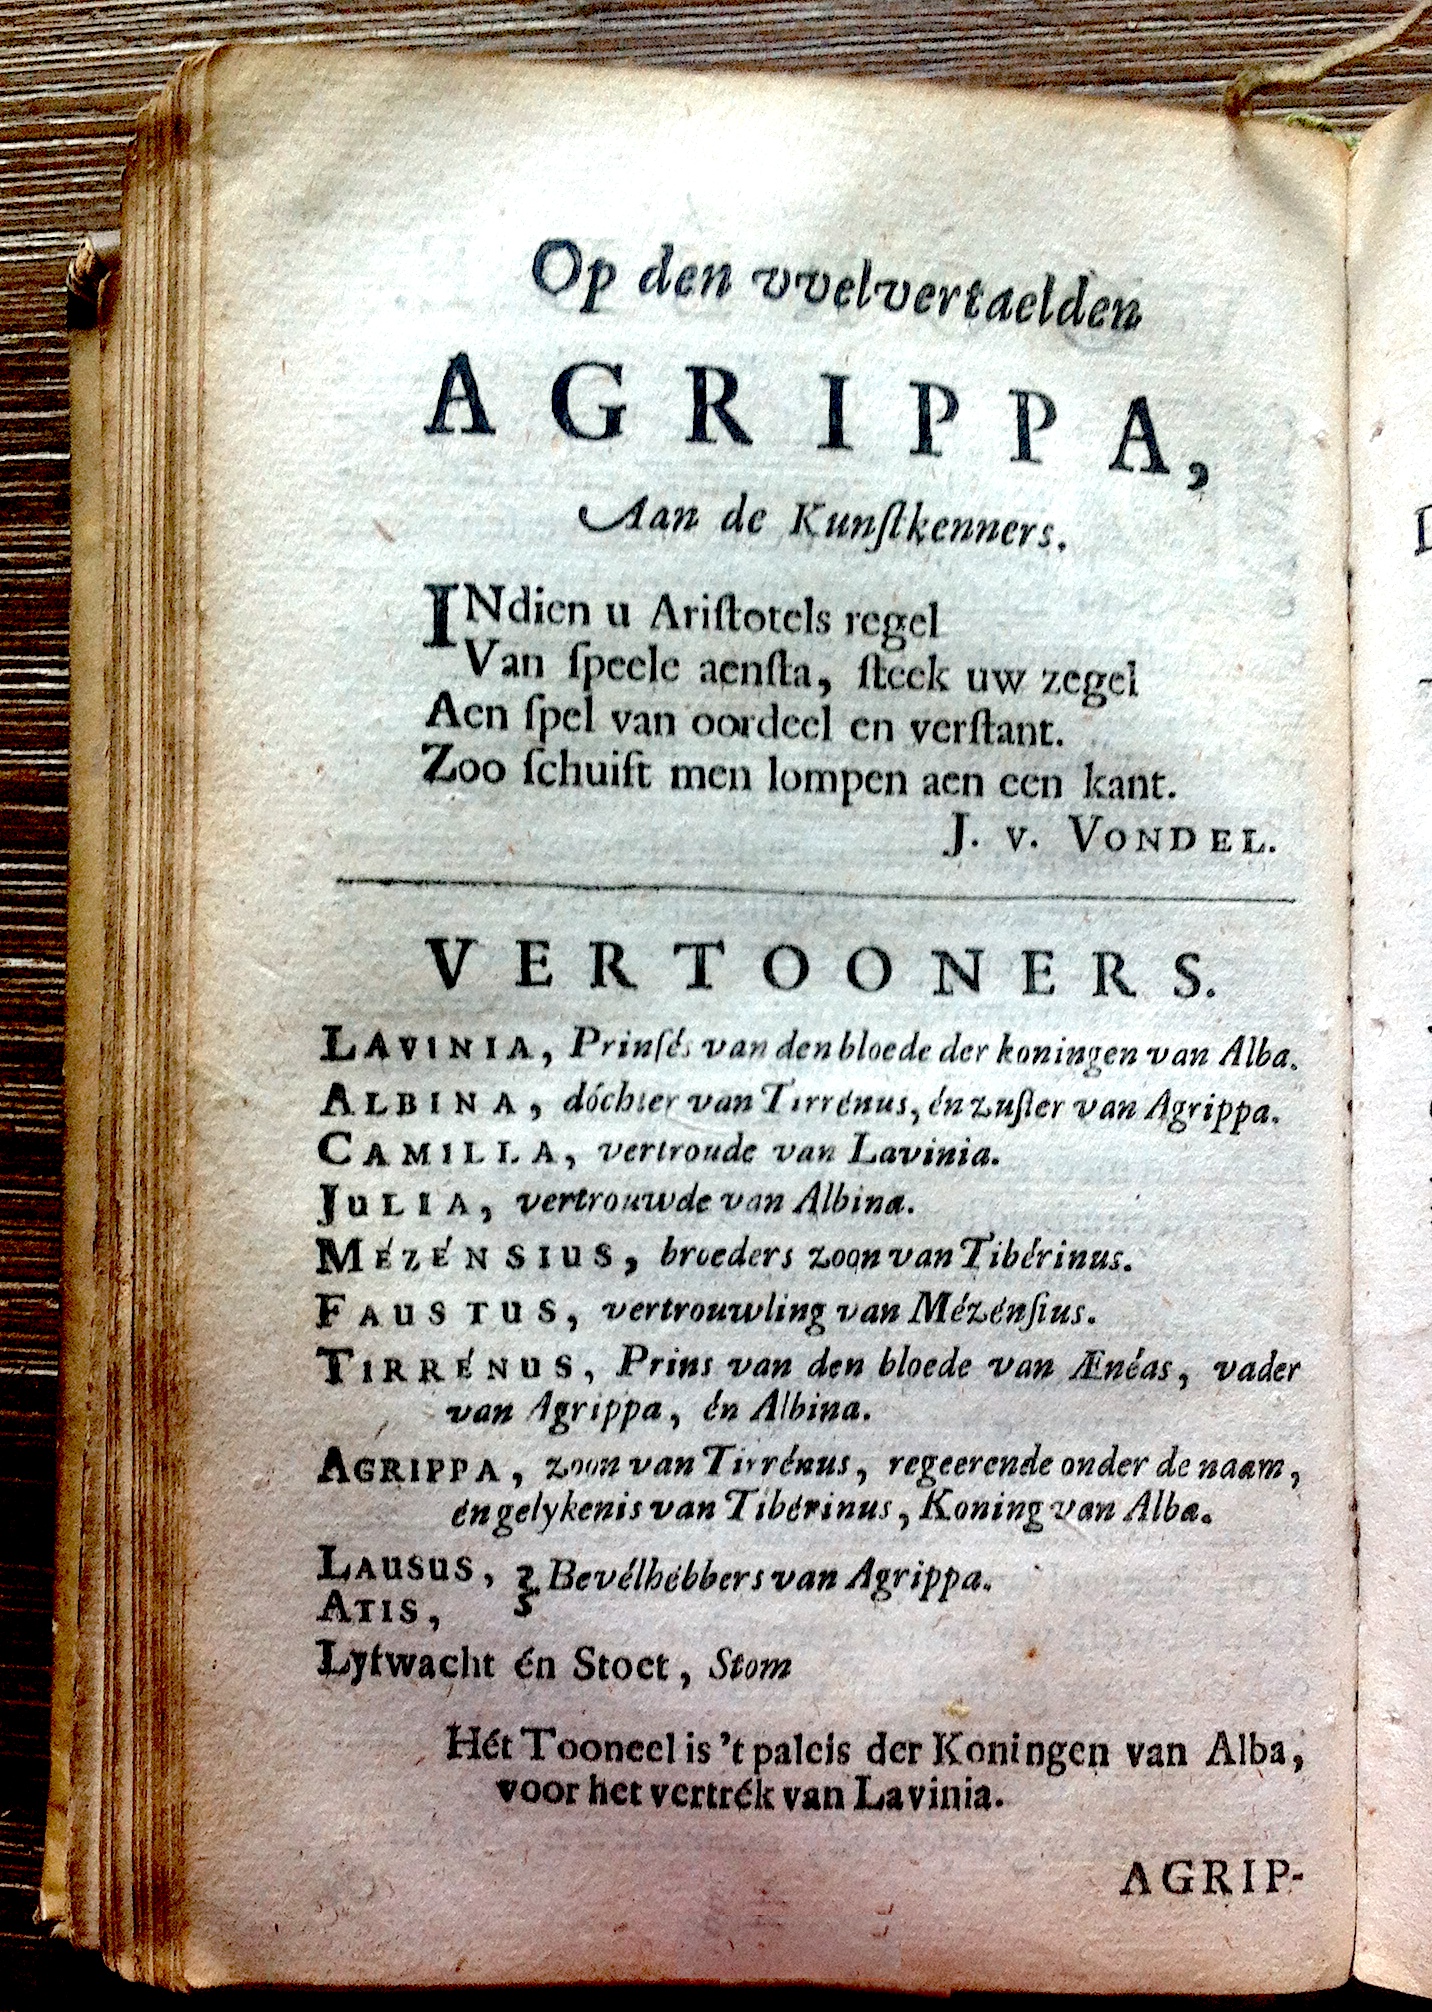 Op den vvelvertaelden
AGRIPPA,
Aan de Kunſtkenners.
INdien u Ariſtotels regel
Van ſpeele aenſta, ſteek uw zegel
Aen ſpel van oordeel en verſtant.
Zoo ſchuift men lompen aen een kant.
J. v. VONDEL.
VERTOONERS.
LAVINIA, Prinſés van den bloede der koningen van Alba.
ALBINA, dóchter van Tirrénus, én zuſter van Agrippa.
CAMILLA, vertroude van Lavinia.
JULIA, vertrouwde van Albina.
MÉZÉNSIUS, broeders zoon van Tibérinus.
FAUSTUS, vertrouwling van Mézénſius.
TIRRÉNUS, Prins van den bloede van Ænéas, vader
van Agrippa, én Albina.
AGRIPPA, zoon van Tirrénus, regeerende onder de naam,
én gelykenis van Tibérinus, Koning van Alba.
LAUSUS, } Bevélhébbers van Agrippa.
ATIS,
Lyfwacht én Stoet, Stom
Hét Tooneel is 't paleis der Koningen van Alba,
voor het vertrék van Lavinia.
AGRIP-